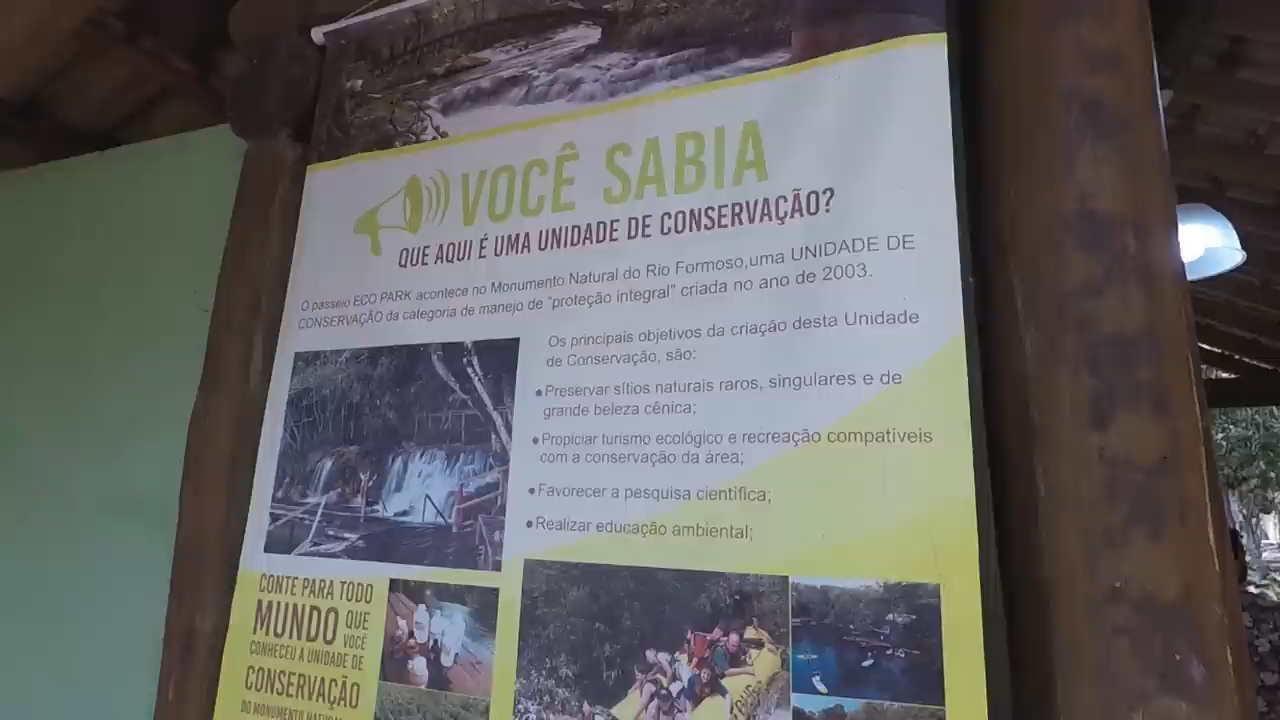 VOCÊ SABIA
QUE AQUI É UMA UNIDADE DE CONSERVAÇÃO?
O passeio ECO PARK acontece no Monumento Natural do Rio Formoso,uma UNIDADE DE
CONSERVAÇÃO da categoria de manejo de "proteção integral" criada no ano de 2003.
Os principais objetivos da criação desta Unidade
de Conservação, são:
•Preservar sítios naturais raros, singulares e de
grande beleza cênica;
•Propiciar turismo ecológico e recreação compatíveis
com a conservação da área;
•Favorecer a pesquisa científica;
•Realizar educação ambiental;
CONTE PARA TODO
MUNDO QUE
VOCÊ
CONHECEU A UNIDADE DE
CONSERVAÇÃO
DO MONUMENTO NATURAL